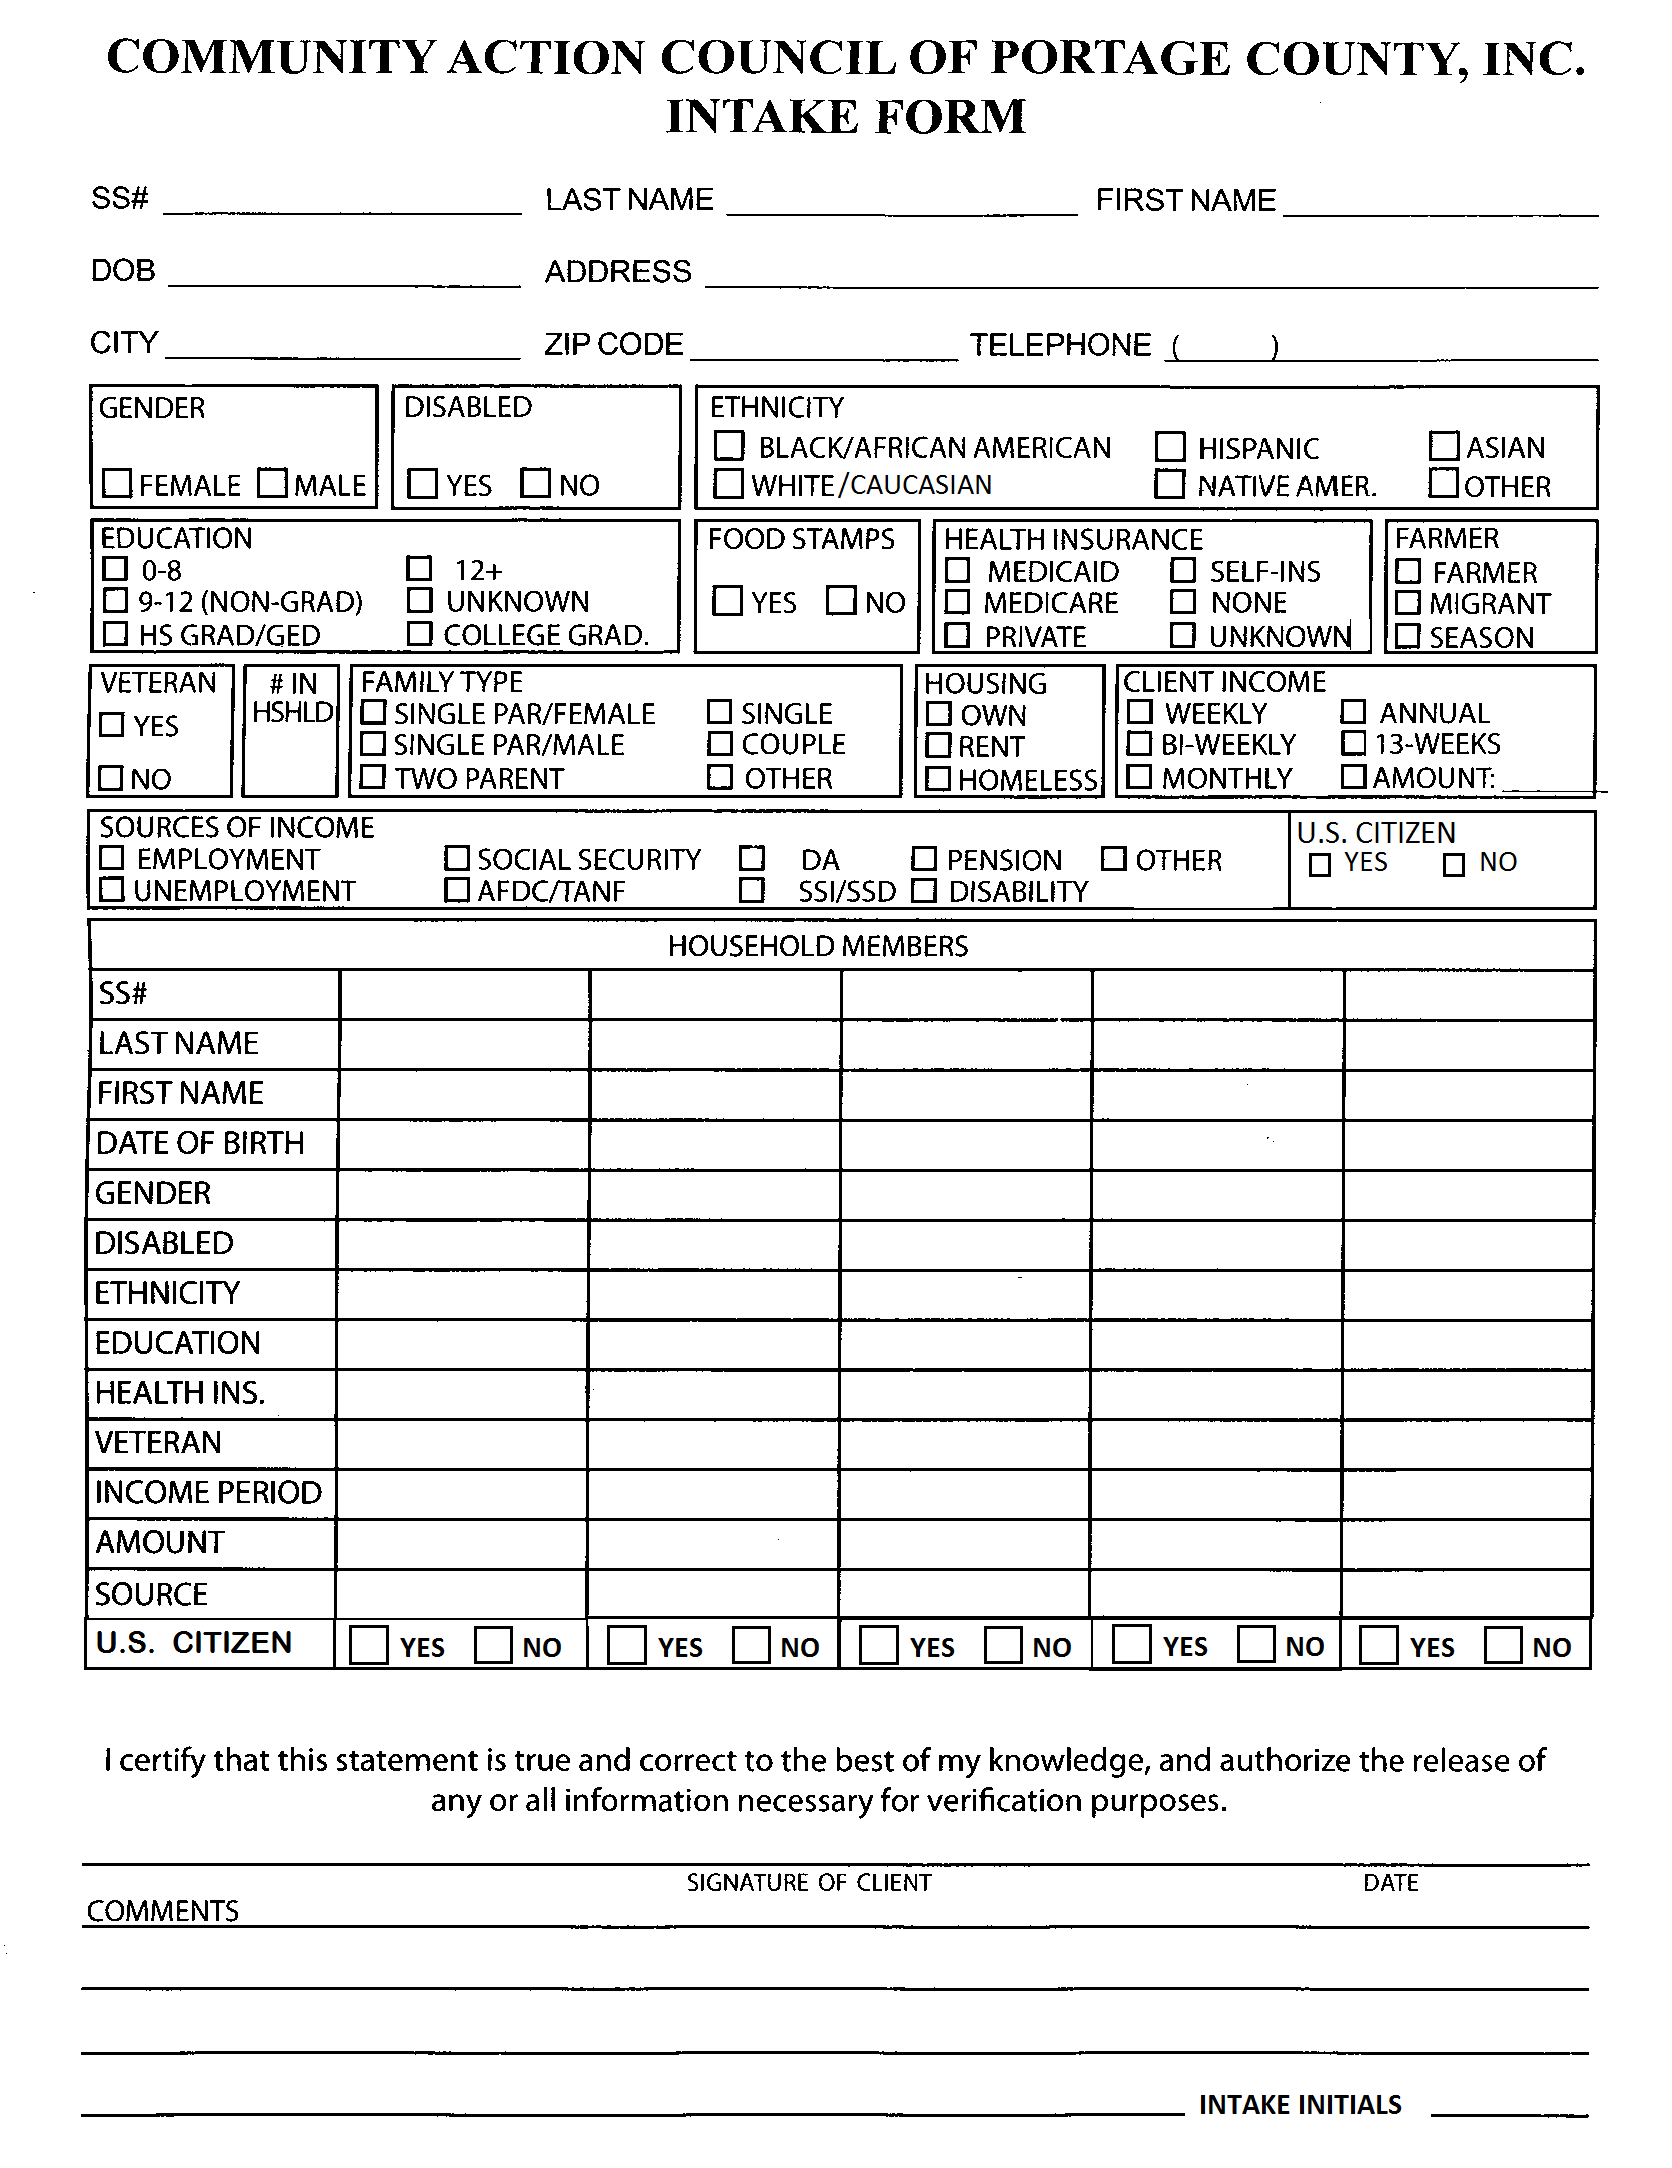 COMMUNITY ACTION COUNCIL OF PORTAGE COUNTY, INC.
INTAKE FORM
SS# LAST NAME FIRST NAME
DOB ADDRESS
CITY ZIP CODE TELEPHONE ( )
GENDER DISABLED ETHNICITY
BLACK/AFRICAN AMERICAN HISPANIC ASIAN
FEMALE MALE YES NO WHITE/CAUCASIAN NATIVE AMER. OTHER
EDUCATION FOOD STAMPS HEALTH INSURANCE FARMER
0-8 12+ MEDICAID SELF-INS FARMER
9-12 (NON-GRAD) UNKNOWN YES NO MEDICARE NONE MIGRANT
HS GRAD/GED COLLEGE GRAD. PRIVATE UNKNOWN SEASON
VETERAN # IN FAMILY TYPE HOUSING CLIENT INCOME
YES HSHLD SINGLE PAR/FEMALE SINGLE OWN WEEKLY ANNUAL
SINGLE PAR/MALE COUPLE RENT BI-WEEKLY 13-WEEKS
NO TWO PARENT OTHER HOMELESS MONTHLY AMOUNT:
SOURCES OF INCOME U.S. CITIZEN
EMPLOYMENT SOCIAL SECURITY DA PENSION OTHER YES NO
UNEMPLOYMENT AFDC/TANF SSI/SSD DISABILITY
HOUSEHOLD MEMBERS
SS#
LAST NAME
FIRST NAME
DATE OF BIRTH
GENDER
DISABLED
ETHNICITY
EDUCATION
HEALTH INS.
VETERAN
INCOME PERIOD
AMOUNT
SOURCE
U.S. CITIZEN YES NO YES NO YES NO YES NO YES NO
I certify that this statement is true and correct to the best of my knowledge, and authorize the release of
any or all information necessary for verification purposes.
SIGNATURE OF CLIENT DATE
COMMENTS
INTAKE INITIALS